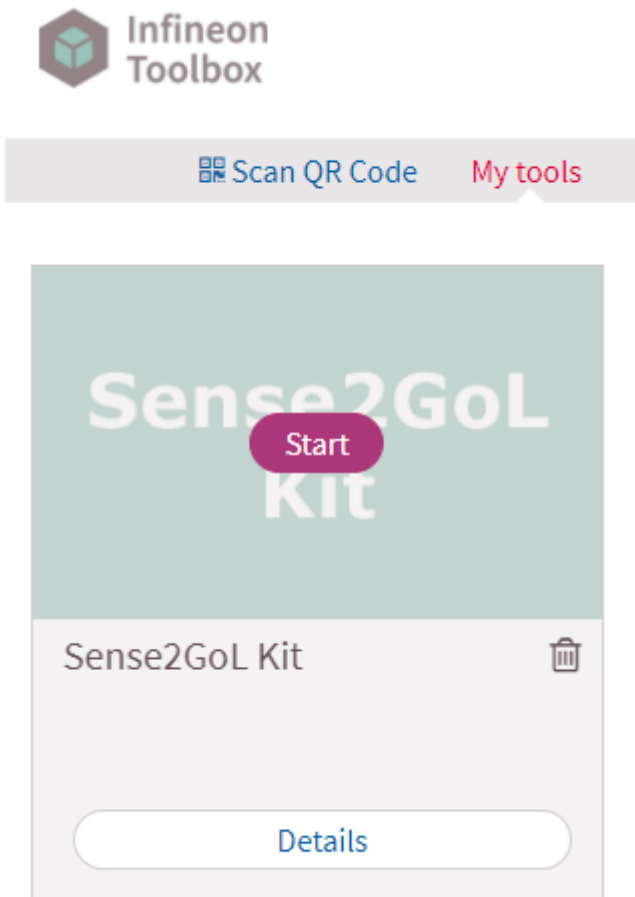 Infineon
Toolbox
Scan QR Code My tools
Sense2GoL
Start
Kit
Sense2GoL Kit
Details